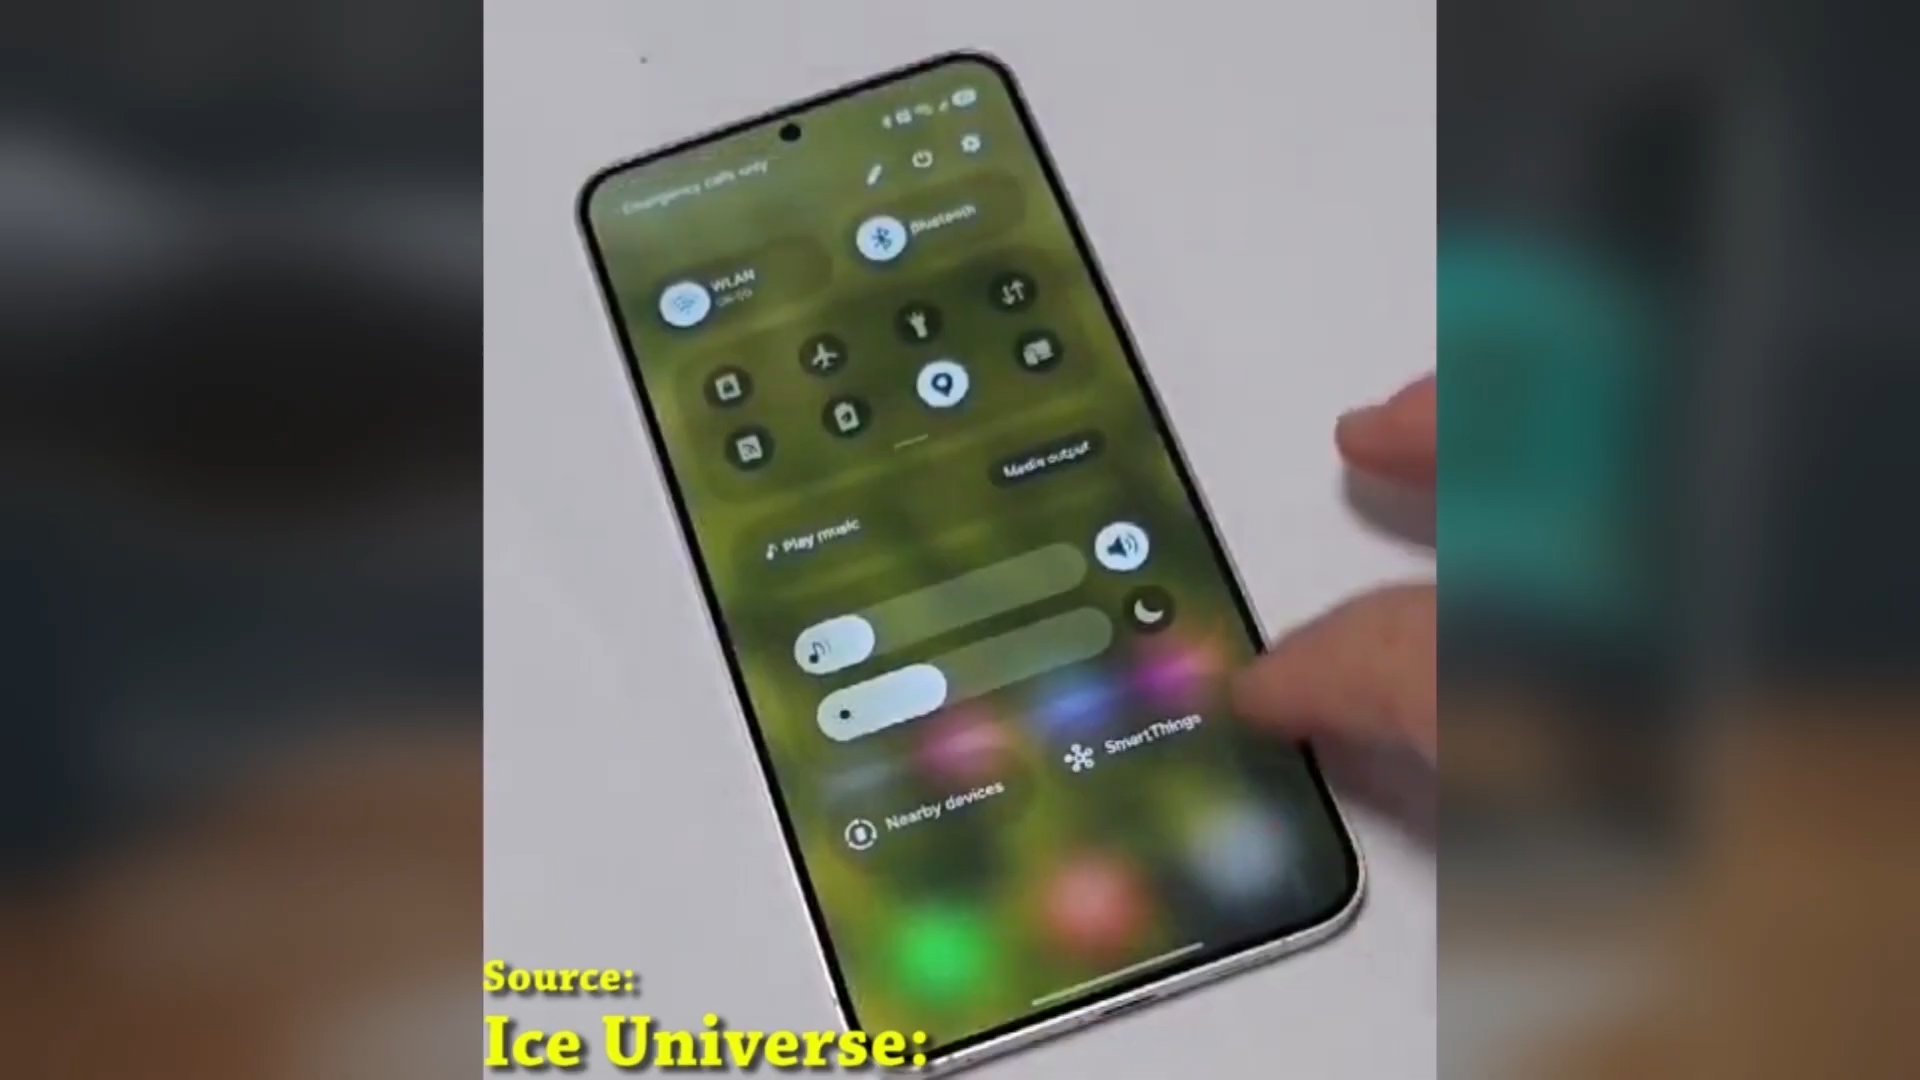 Emergency calls only
Bluetooth
WLAN
Media output
Play music
SmartThings
Nearby devices
Source:
Ice Universe: